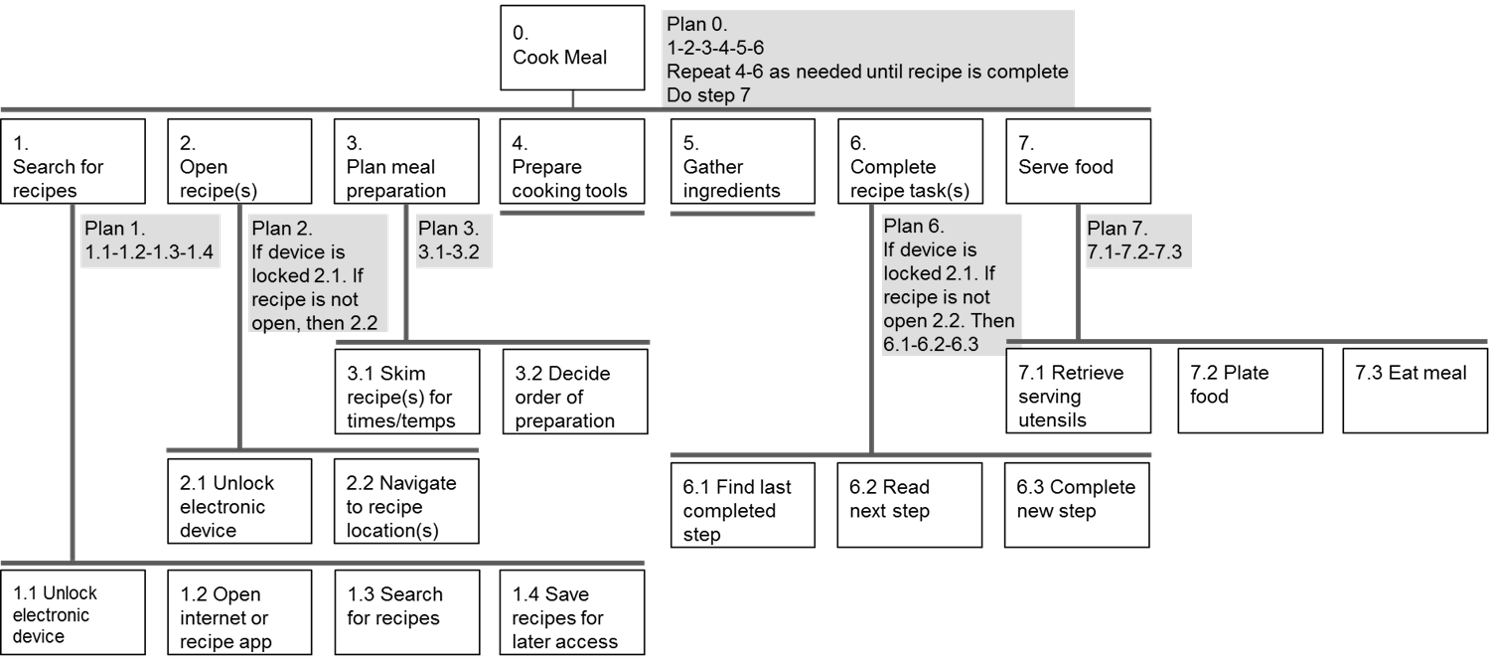 0.
Cook Meal
Plan 0.
1-2-3-4-5-6
Repeat 4-6 as needed until recipe is complete
Do step 7
1.
Search for
recipes
2.
Open
recipe(s)
3.
Plan meal
preparation
4.
Prepare
cooking tools
5.
Gather
ingredients
6.
Complete
recipe task(s)
7.
Serve food
Plan 1.
1.1-1.2-1.3-1.4
Plan 2.
If device is
locked 2.1. If
recipe is not
open, then 2.2
Plan 3.
3.1-3.2
Plan 6.
If device is
locked 2.1. If
recipe is not
open 2.2. Then
6.1-6.2-6.3
Plan 7.
7.1-7.2-7.3
3.1 Skim
recipe(s) for
times/temps
3.2 Decide
order of
preparation
7.1 Retrieve
serving
utensils
7.2 Plate
food
7.3 Eat meal
2.1 Unlock
electronic
device
2.2 Navigate
to recipe
location(s)
6.1 Find last
completed
step
6.2 Read
next step
6.3 Complete
new step
1.1 Unlock
electronic
device
1.2 Open
internet or
recipe app
1.3 Search
for recipes
1.4 Save
recipes for
later access